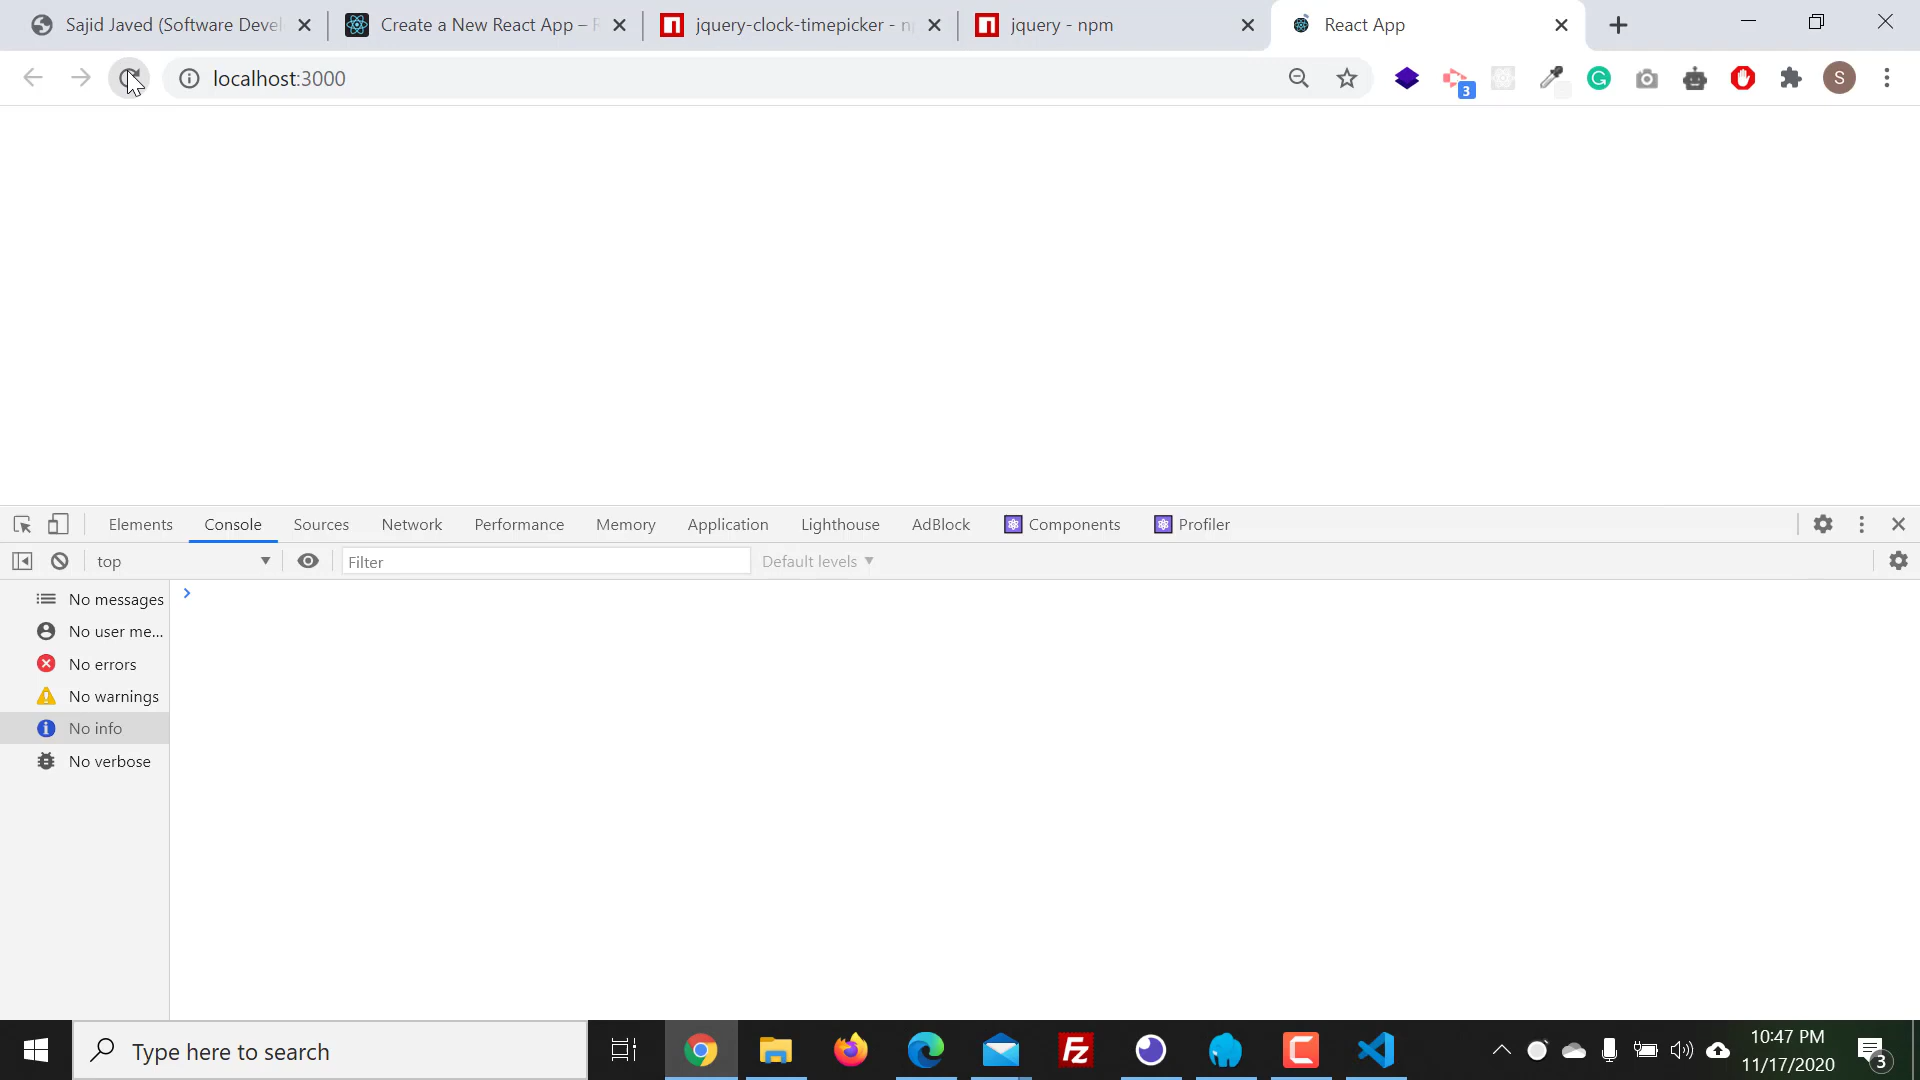 Sajid Javed (Software Devel
Create a New React App – R
jquery-clock-timepicker - n
jquery - npm
React App
localhost:3000
3
S
Elements
Console
Sources
Network
Performance
Memory
Application
Lighthouse
AdBlock
Components
Profiler
top
Filter
Default levels
No messages
No user me...
No errors
No warnings
No info
No verbose
Type here to search
10:47 PM
11/17/2020
3